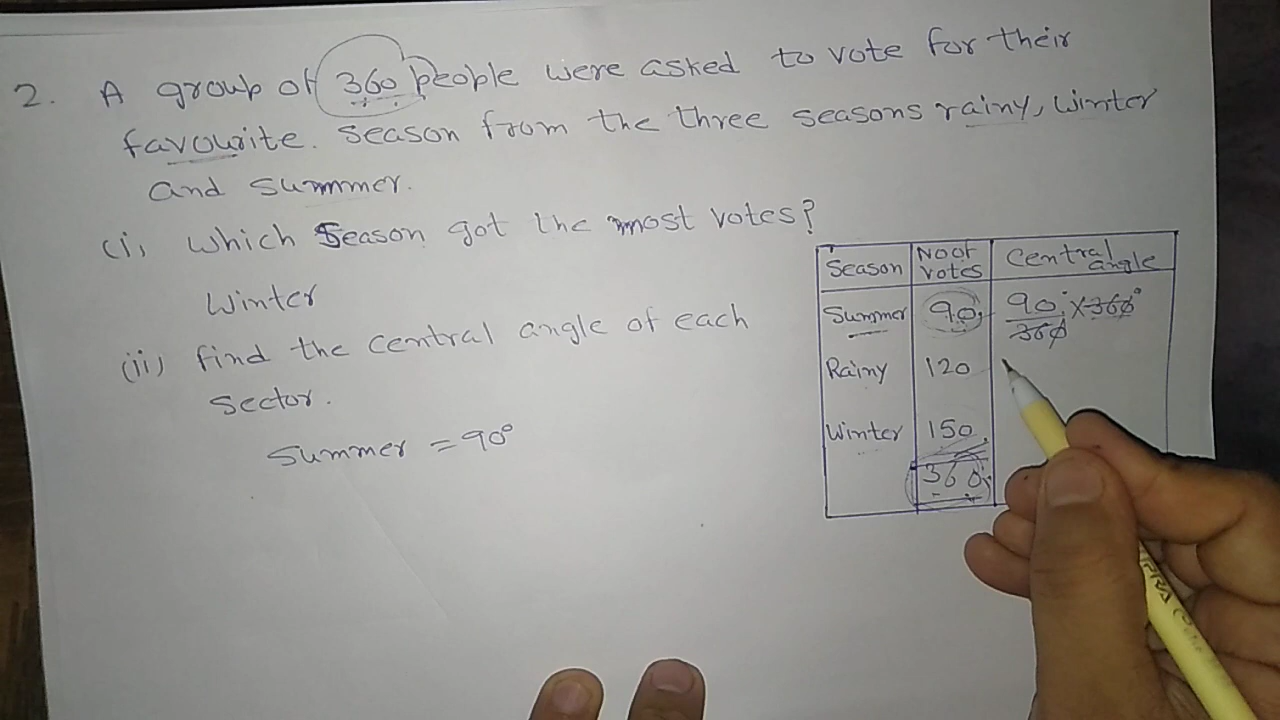 2. A group of 360 people were asked to vote for their
favourite. season from the three seasons rainy, winter
and summer.
(i) which season got the most votes?
Winter
(ii) find the central angle of each
sector.
Summer = 90°
Season No of votes Central angle
Summer 90 90/360 x 360°
Rainy 120
Winter 150
360